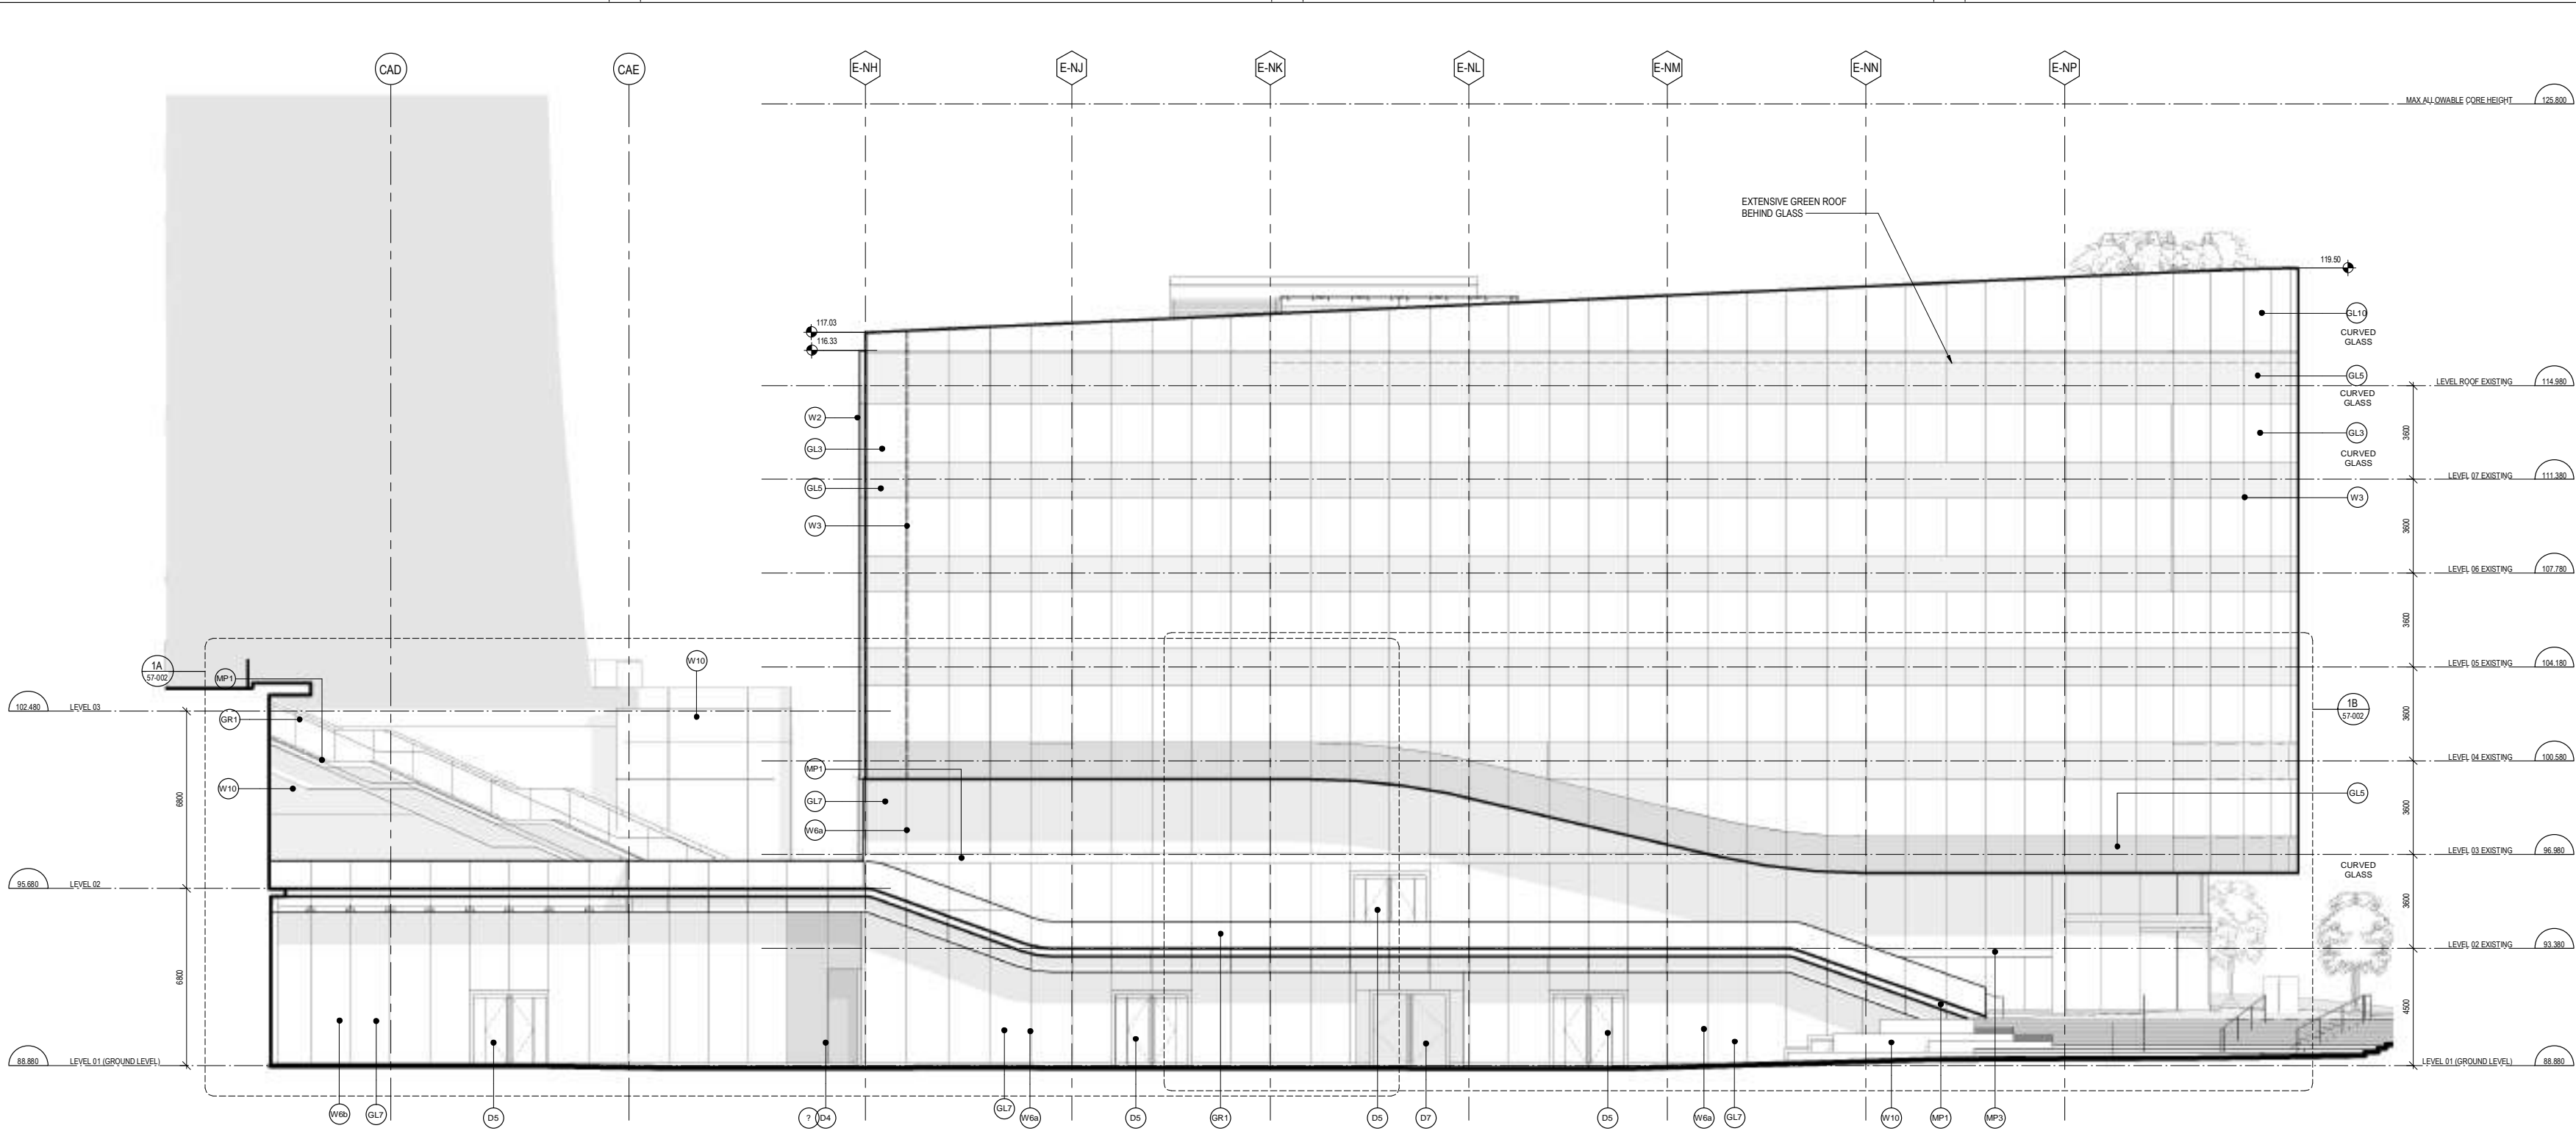 CAD
CAE
E-NH
E-NJ
E-NK
E-NL
E-NM
E-NN
E-NP
MAX ALLOWABLE CORE HEIGHT
125.800
EXTENSIVE GREEN ROOF
BEHIND GLASS
119.50
117.03
116.33
GL10
CURVED
GLASS
GL5
CURVED
GLASS
LEVEL ROOF EXISTING
114.980
W2
GL3
GL3
CURVED
GLASS
3600
LEVEL 07 EXISTING
111.380
GL5
W3
W3
3600
LEVEL 06 EXISTING
107.780
3600
1A
57-002
MP1
W10
LEVEL 05 EXISTING
104.180
102.480
LEVEL 03
GR1
1B
57-002
3600
MP1
LEVEL 04 EXISTING
100.580
W10
6800
GL7
GL5
3600
W6a
LEVEL 03 EXISTING
96.980
CURVED
GLASS
95.680
LEVEL 02
3600
LEVEL 02 EXISTING
93.380
6800
4500
88.880
LEVEL 01 (GROUND LEVEL)
LEVEL 01 (GROUND LEVEL)
88.880
W6b
GL7
D5
?
D4
GL7
W6a
D5
GR1
D5
D7
D5
W6a
GL7
W10
MP1
MP3